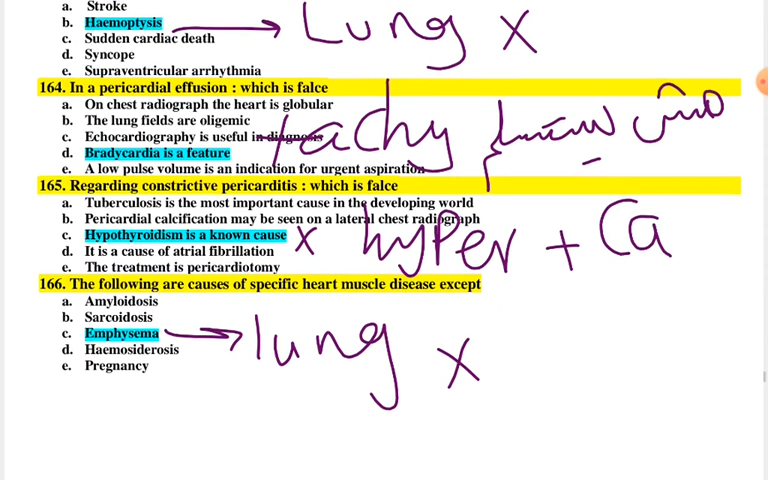 a. Stroke
b. Haemoptysis Lung X
c. Sudden cardiac death
d. Syncope
e. Supraventricular arrhythmia
164. In a pericardial effusion : which is falce
a. On chest radiograph the heart is globular
b. The lung fields are oligemic
c. Echocardiography is useful in diagnosis tachy مش
d. Bradycardia is a feature
e. A low pulse volume is an indication for urgent aspiration
165. Regarding constrictive pericarditis : which is falce
a. Tuberculosis is the most important cause in the developing world
b. Pericardial calcification may be seen on a lateral chest radigraph
c. Hypothyroidism is a known cause X hyper + Ca
d. It is a cause of atrial fibrillation
e. The treatment is pericardiotomy
166. The following are causes of specific heart muscle disease except
a. Amyloidosis
b. Sarcoidosis
c. Emphysema lung X
d. Haemosiderosis
e. Pregnancy